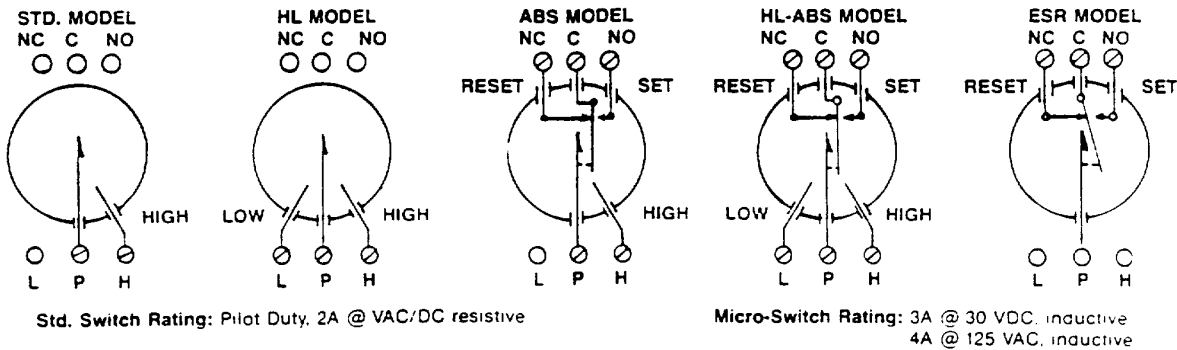 STD. MODEL HL MODEL ABS MODEL HL-ABS MODEL ESR MODEL
NC C NO NC C NO NC C NO NC C NO NC C NO
RESET SET RESET SET RESET SET
HIGH LOW HIGH HIGH LOW HIGH
L P H L P H L P H L P H L P H
Std. Switch Rating: Pilot Duty, 2A @ VAC/DC resistive Micro-Switch Rating: 3A @ 30 VDC, inductive
4A @ 125 VAC, inductive